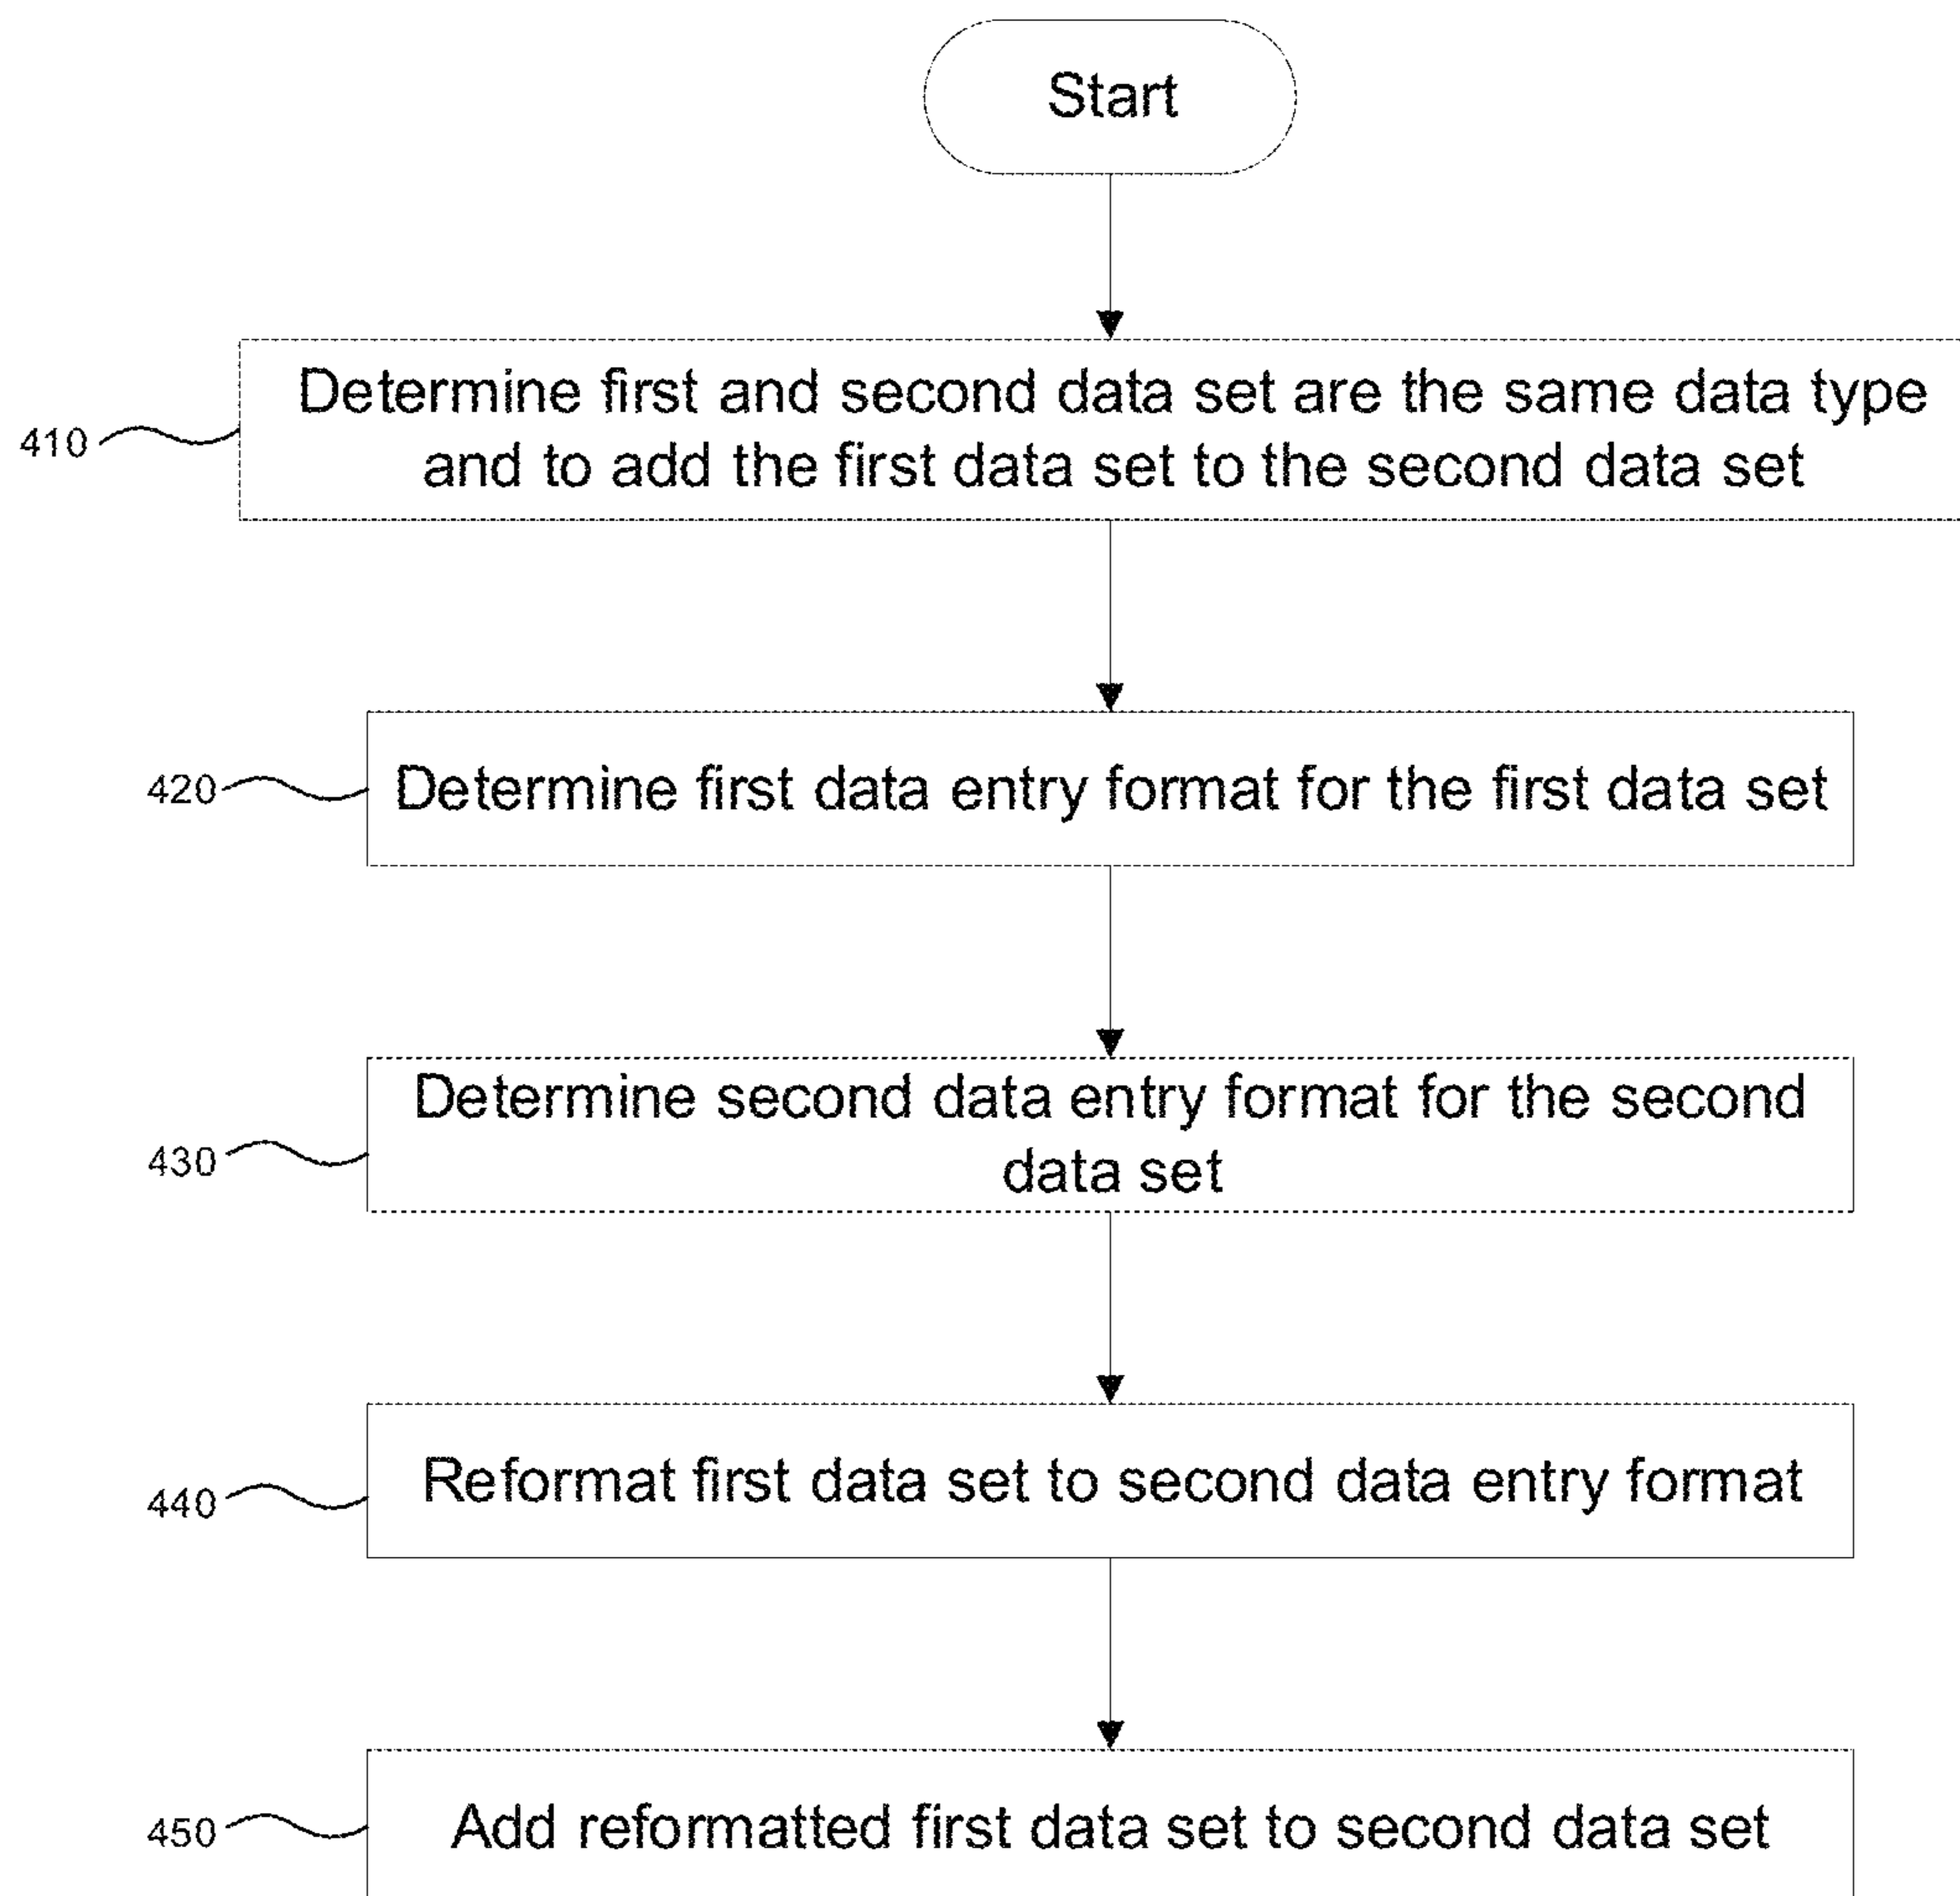 Start
410
Determine first and second data set are the same data type
and to add the first data set to the second data set
420
Determine first data entry format for the first data set
430
Determine second data entry format for the second
data set
440
Reformat first data set to second data entry format
450
Add reformatted first data set to second data set